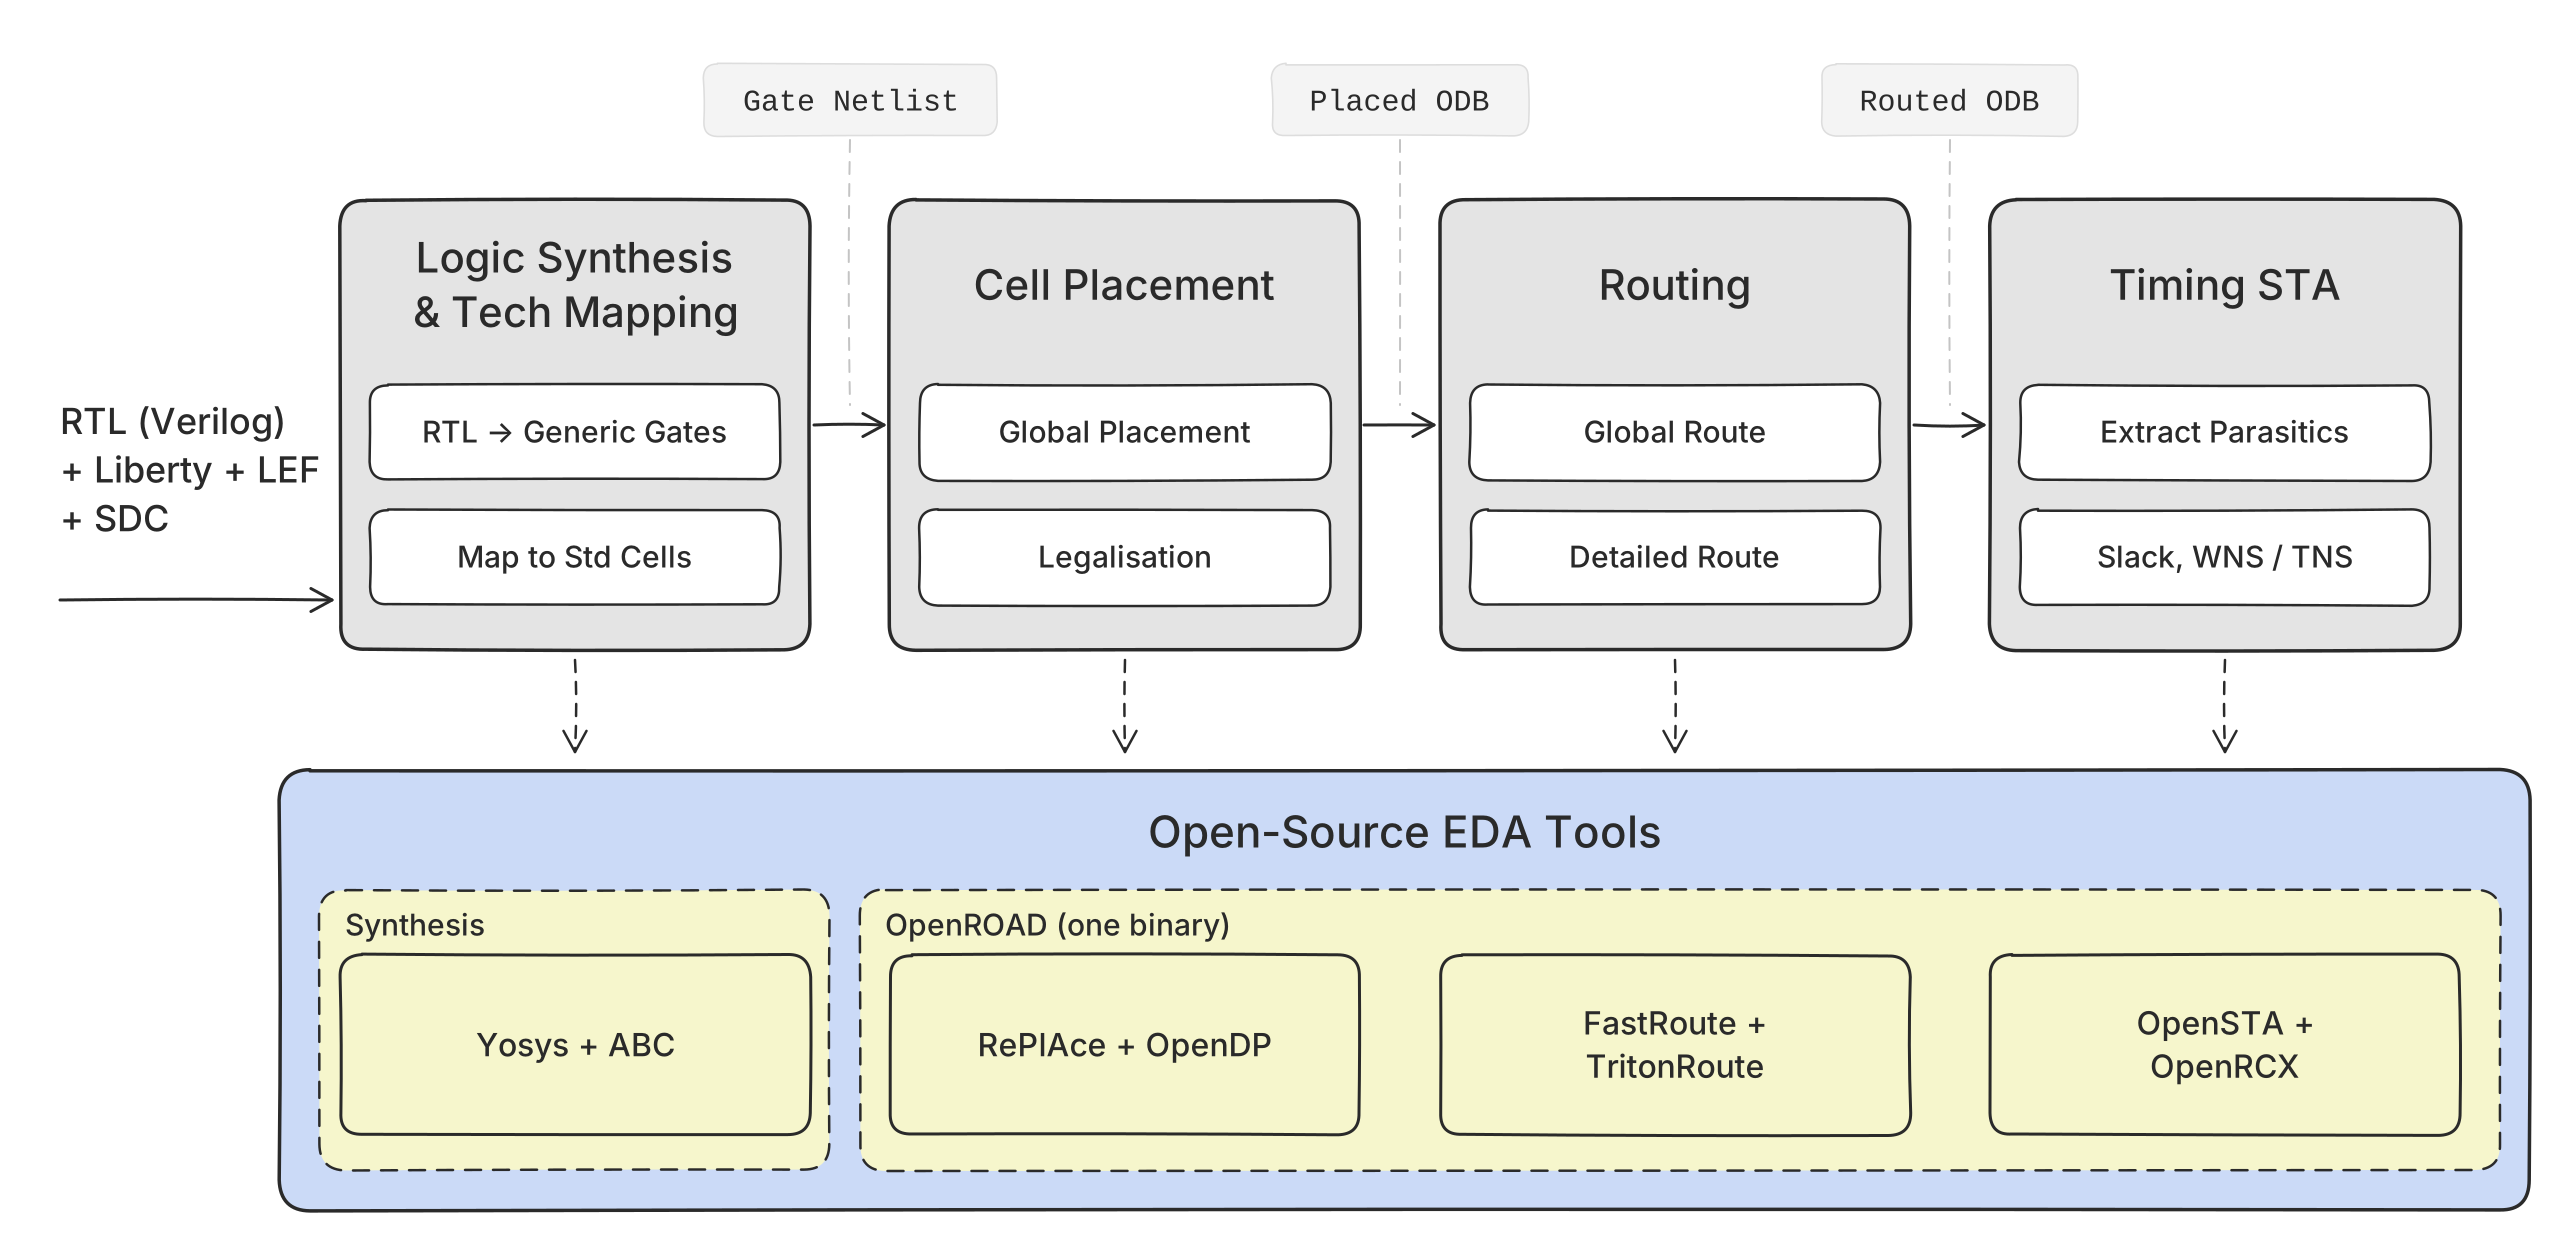 Gate Netlist
Placed ODB
Routed ODB
Logic Synthesis
& Tech Mapping
RTL → Generic Gates
Map to Std Cells
Cell Placement
Global Placement
Legalisation
Routing
Global Route
Detailed Route
Timing STA
Extract Parasitics
Slack, WNS / TNS
RTL (Verilog)
+ Liberty + LEF
+ SDC
Open-Source EDA Tools
Synthesis
Yosys + ABC
OpenROAD (one binary)
RePlAce + OpenDP
FastRoute +
TritonRoute
OpenSTA +
OpenRCX